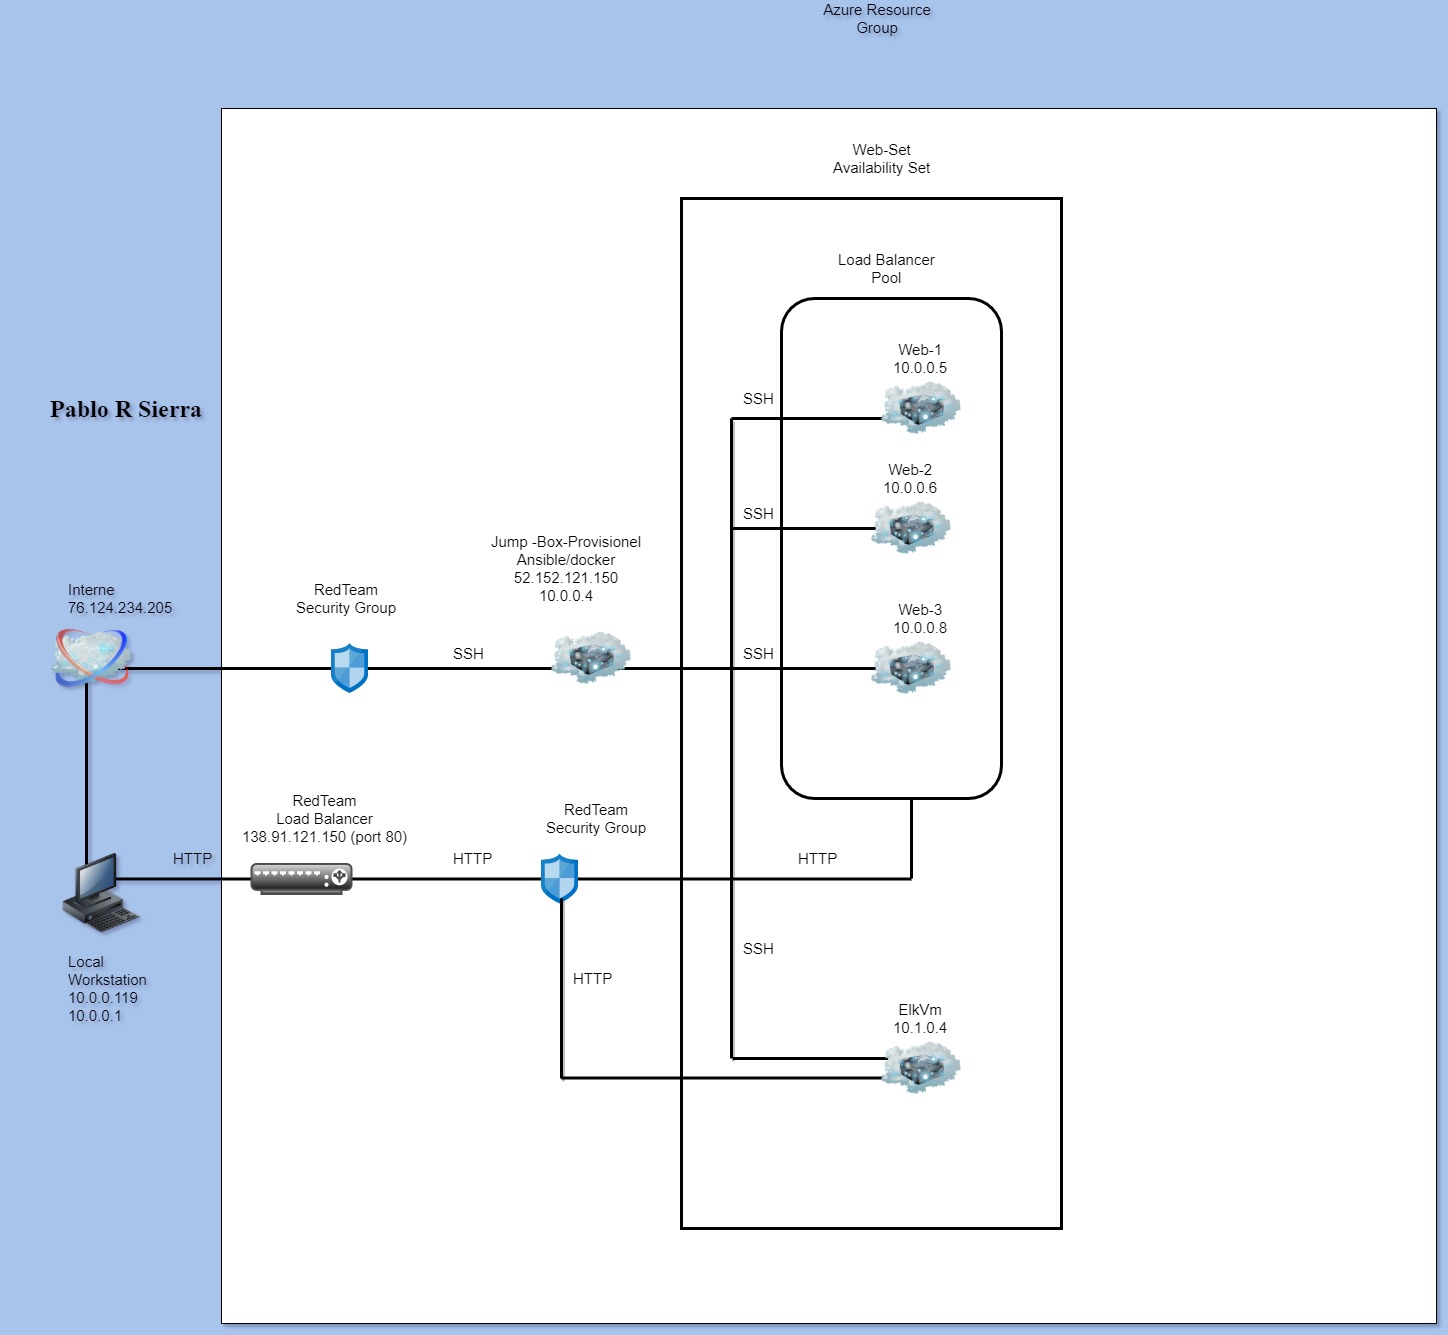 Azure Resource
Group
Web-Set
Availability Set
Load Balancer
Pool
Web-1
10.0.0.5
SSH
Pablo R Sierra
Web-2
10.0.0.6
SSH
Jump -Box-Provisionel
Ansible/docker
52.152.121.150
10.0.0.4
Interne
76.124.234.205
RedTeam
Security Group
Web-3
10.0.0.8
SSH
SSH
RedTeam
Load Balancer
138.91.121.150 (port 80)
RedTeam
Security Group
HTTP
HTTP
HTTP
SSH
HTTP
Local
Workstation
10.0.0.119
10.0.0.1
ElkVm
10.1.0.4